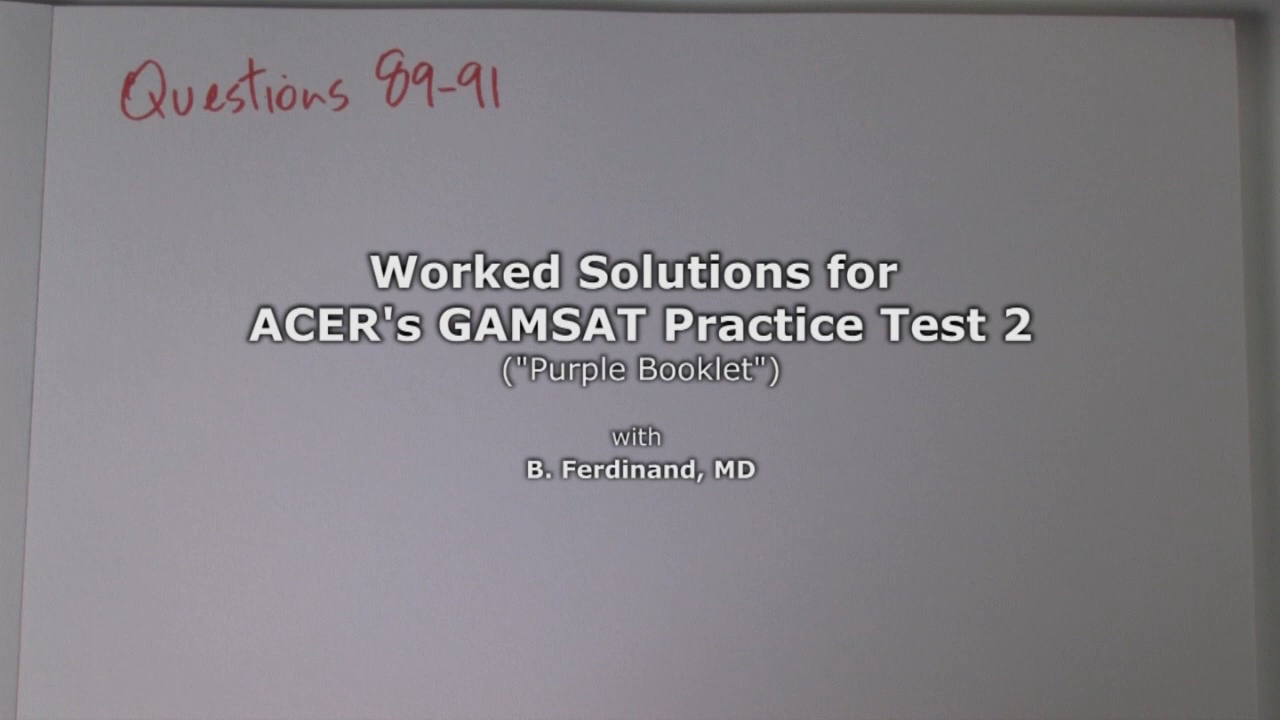 Questions 89-91
Worked Solutions for
ACER's GAMSAT Practice Test 2
("Purple Booklet")
with
B. Ferdinand, MD